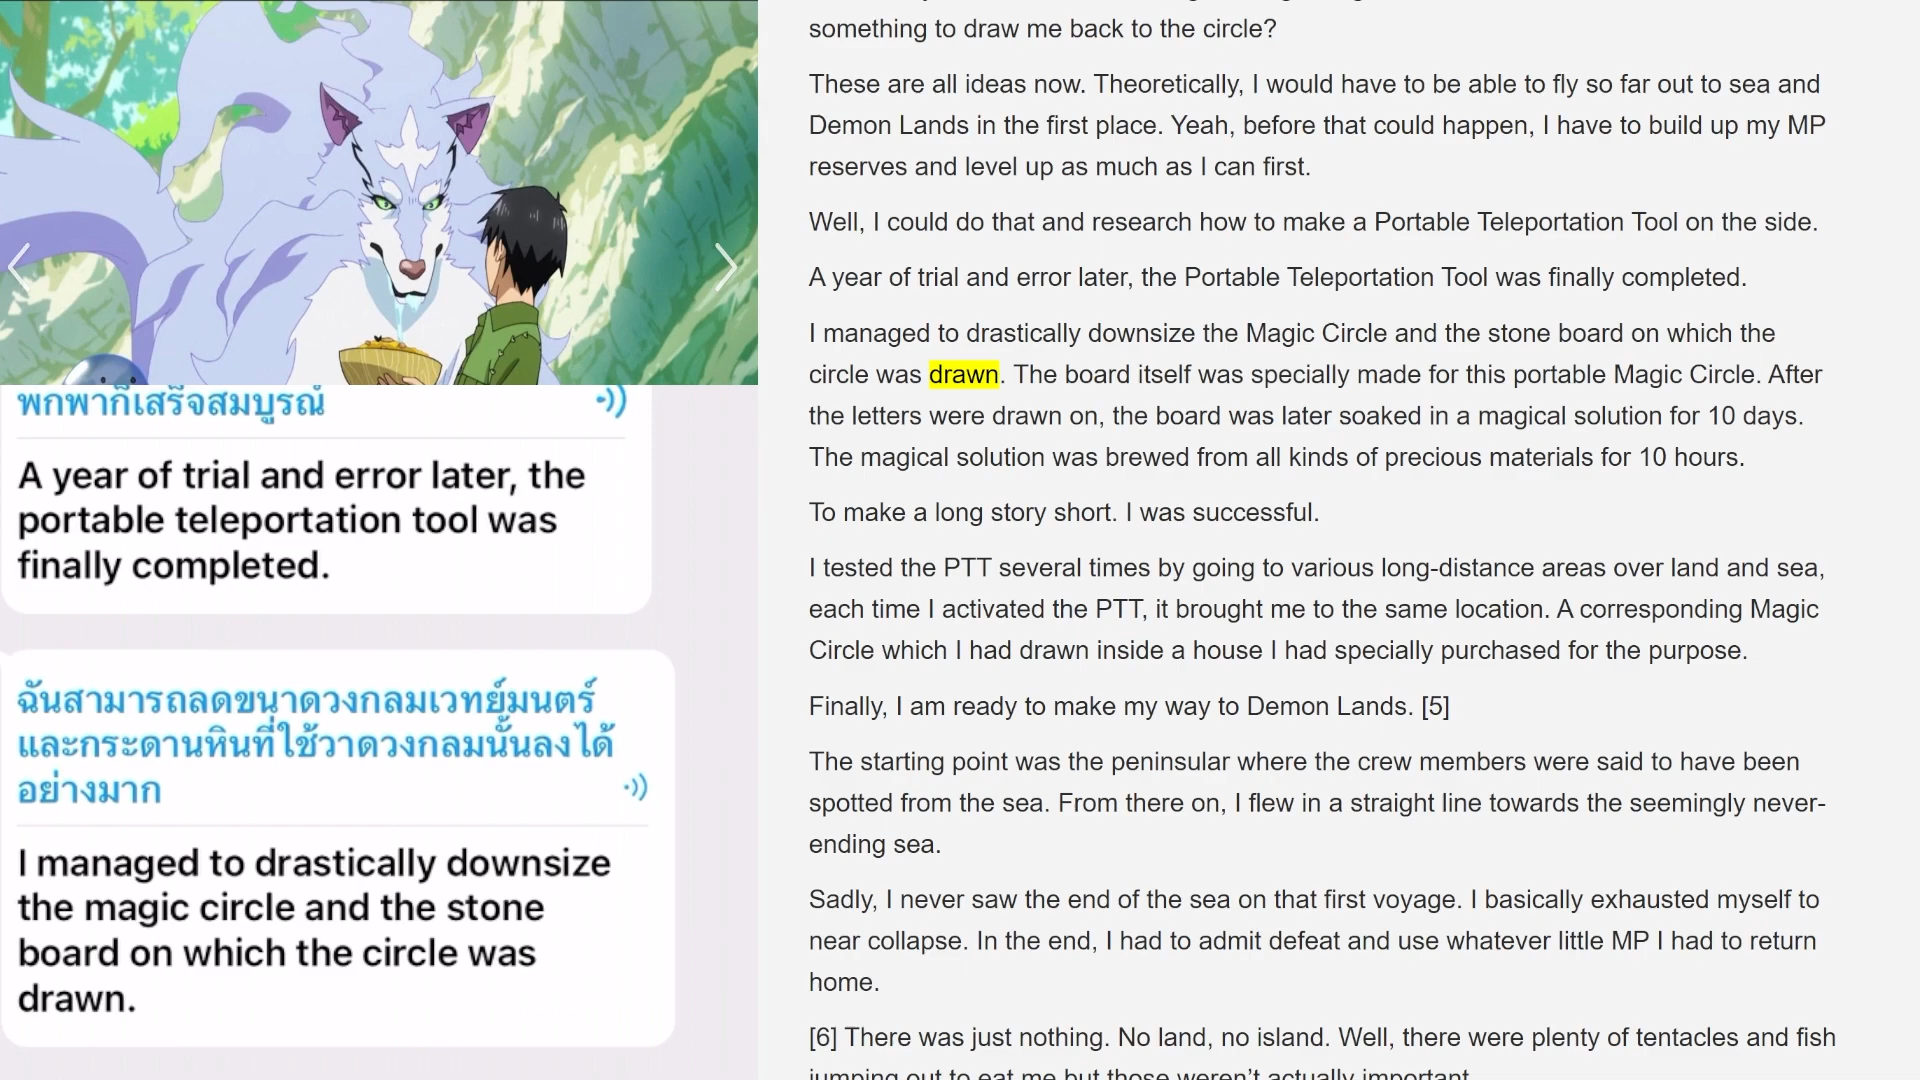 พกพาก็เสร็จสมบูรณ์
A year of trial and error later, the
portable teleportation tool was
finally completed.
ฉันสามารถลดขนาดวงกลมเวทย์มนตร์
และกระดานหินที่ใช้วาดวงกลมนั้นลงได้
อย่างมาก
I managed to drastically downsize
the magic circle and the stone
board on which the circle was
drawn.
something to draw me back to the circle?
These are all ideas now. Theoretically, I would have to be able to fly so far out to sea and
Demon Lands in the first place. Yeah, before that could happen, I have to build up my MP
reserves and level up as much as I can first.
Well, I could do that and research how to make a Portable Teleportation Tool on the side.
A year of trial and error later, the Portable Teleportation Tool was finally completed.
I managed to drastically downsize the Magic Circle and the stone board on which the
circle was drawn. The board itself was specially made for this portable Magic Circle. After
the letters were drawn on, the board was later soaked in a magical solution for 10 days.
The magical solution was brewed from all kinds of precious materials for 10 hours.
To make a long story short. I was successful.
I tested the PTT several times by going to various long-distance areas over land and sea,
each time I activated the PTT, it brought me to the same location. A corresponding Magic
Circle which I had drawn inside a house I had specially purchased for the purpose.
Finally, I am ready to make my way to Demon Lands. [5]
The starting point was the peninsular where the crew members were said to have been
spotted from the sea. From there on, I flew in a straight line towards the seemingly never-
ending sea.
Sadly, I never saw the end of the sea on that first voyage. I basically exhausted myself to
near collapse. In the end, I had to admit defeat and use whatever little MP I had to return
home.
[6] There was just nothing. No land, no island. Well, there were plenty of tentacles and fish
jumping out to eat me but those weren't actually important.